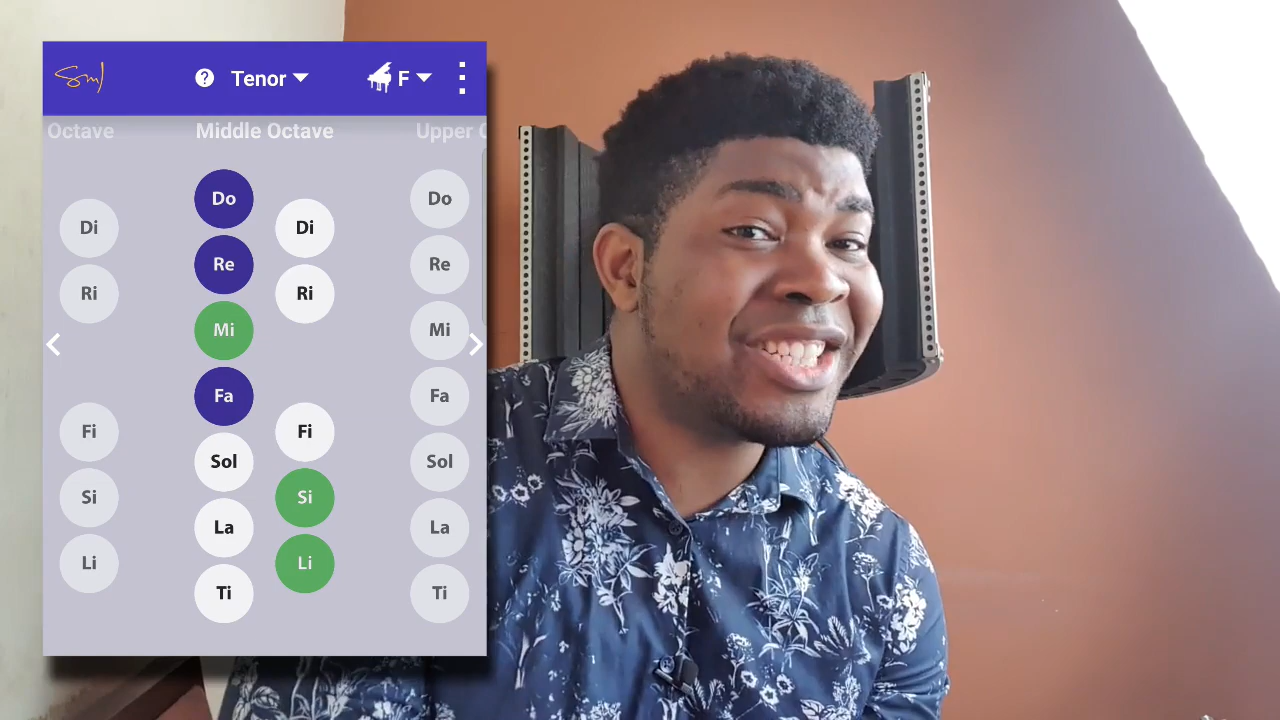 Sm
? Tenor F
Octave Middle Octave Upper
Do Do
Di Di
Re Re
Ri Ri
Mi Mi
Fa Fa
Fi Fi
Sol Sol
Si Si
La La
Li Li
Ti Ti